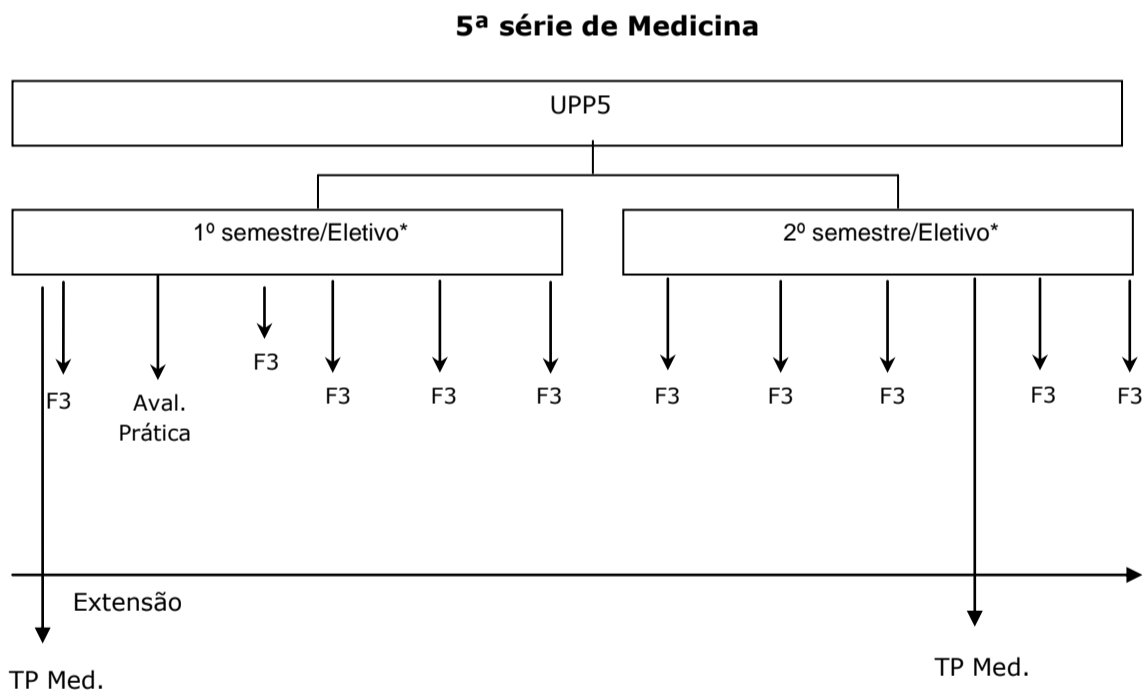 5ª série de Medicina
UPP5
1º semestre/Eletivo*
2º semestre/Eletivo*
F3
Aval.
Prática
F3
F3
F3
F3
F3
F3
F3
F3
F3
Extensão
TP Med.
TP Med.